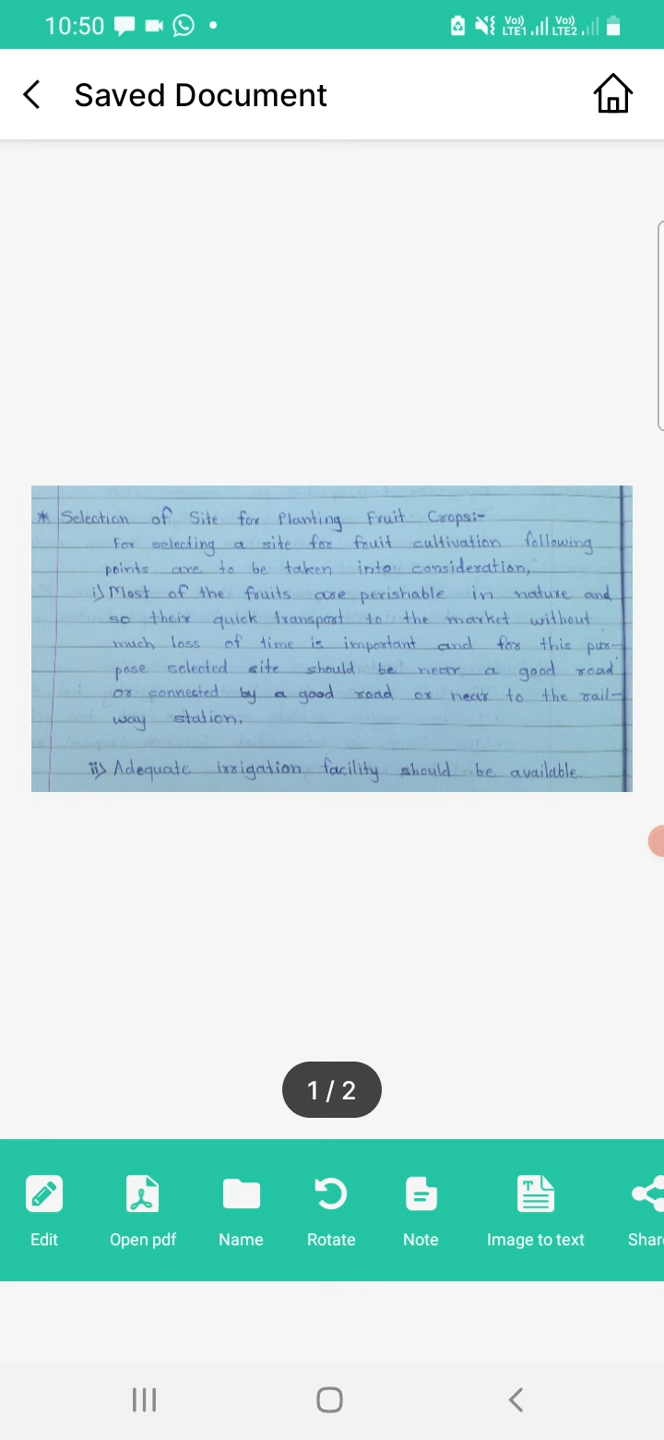 10:50
Vo)) LTE1 Vo)) LTE2
Saved Document
* Selection of Site for Planting Fruit Crops:-
For selecting a site for fruit cultivation following
points are to be taken into consideration,
i) Most of the fruits are perishable in nature and
so their quick transport to the market without
much loss of time is important and for this pur-
pose selected site should be near a good road
or connected by a good road or near to the rail-
way station.
ii) Adequate irrigation facility should be available.
1 / 2
Edit Open pdf Name Rotate Note Image to text Shar